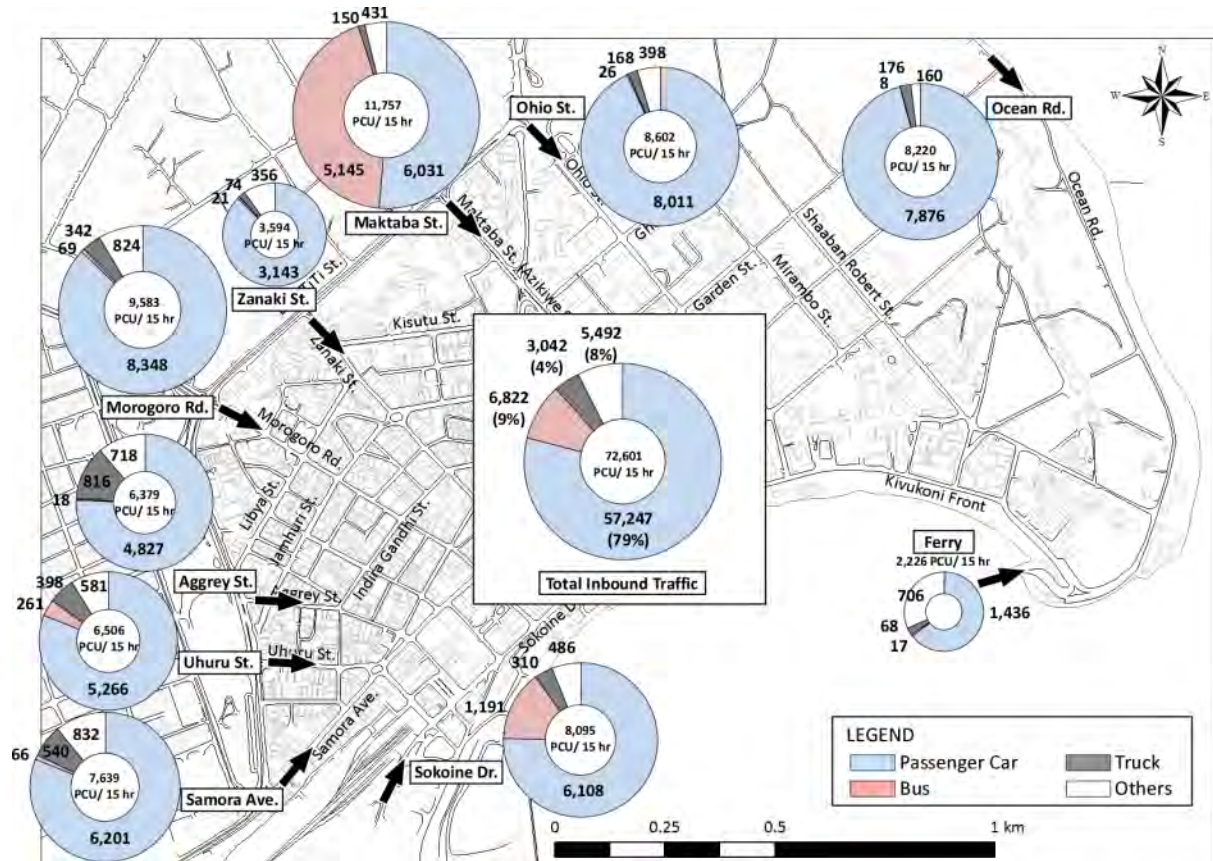 150
431
11,757
PCU/ 15 hr
5,145
6,031
Maktaba St.
168
398
26
8,602
PCU/ 15 hr
8,011
Ohio St.
176
8
160
8,220
PCU/ 15 hr
7,876
Ocean Rd.
N
W
E
S
74
356
21
3,594
PCU/ 15 hr
3,143
Zanaki St.
342
824
69
9,583
PCU/ 15 hr
8,348
Morogoro Rd.
718
816
18
6,379
PCU/ 15 hr
4,827
Aggrey St.
398
581
261
6,506
PCU/ 15 hr
5,266
Uhuru St.
832
66
540
7,639
PCU/ 15 hr
6,201
Samora Ave.
486
310
1,191
8,095
PCU/ 15 hr
6,108
Sokoine Dr.
Ferry
2,226 PCU/ 15 hr
706
1,436
68
17
5,492
(8%)
3,042
(4%)
6,822
(9%)
72,601
PCU/ 15 hr
57,247
(79%)
Total Inbound Traffic
Ohio St.
Maktaba St.
Ocean Rd.
Shaaban Robert St.
Mirambo St.
Garden St.
Kisutu St.
Zanaki St.
Morogoro Rd.
Libya St.
Jamhuri St.
Indira Gandhi St.
Uhuru St.
Samora Ave.
Kivukoni Front
LEGEND
Passenger Car
Truck
Bus
Others
0
0.25
0.5
1 km